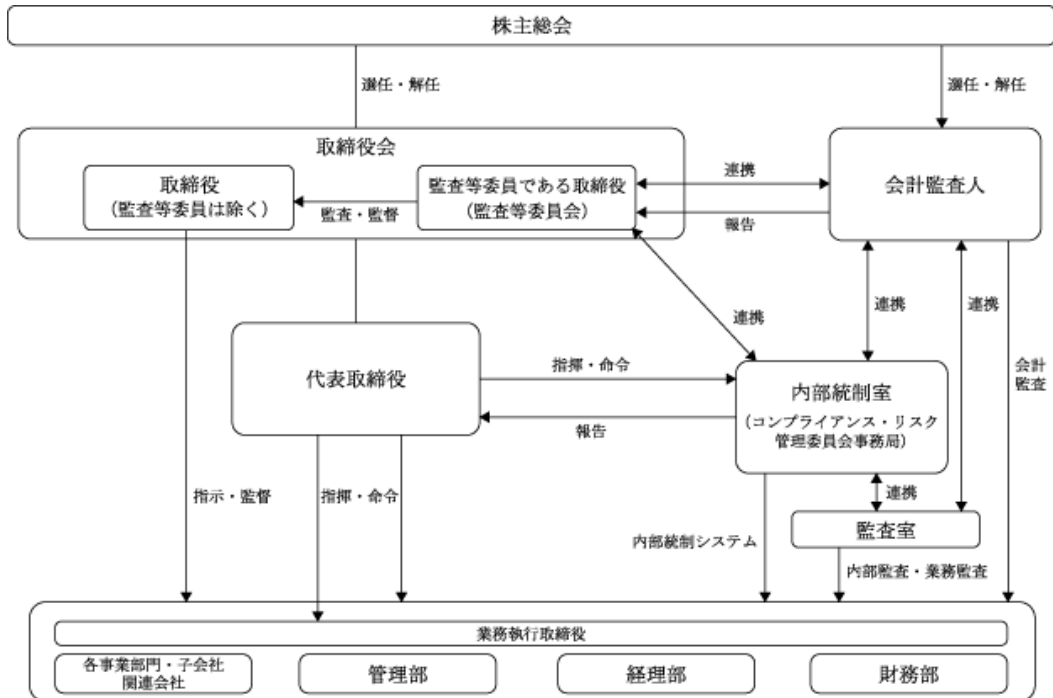 株主総会
選任・解任
選任・解任
取締役会
取締役
（監査等委員は除く）
監査・監督
監査等委員である取締役
（監査等委員会）
連携
報告
会計監査人
連携
連携
連携
会計
監査
代表取締役
指揮・命令
報告
内部統制室
（コンプライアンス・リスク
管理委員会事務局）
指示・監督
指揮・命令
連携
監査室
内部統制システム
内部監査・業務監査
業務執行取締役
各事業部門・子会社
関連会社
管理部
経理部
財務部